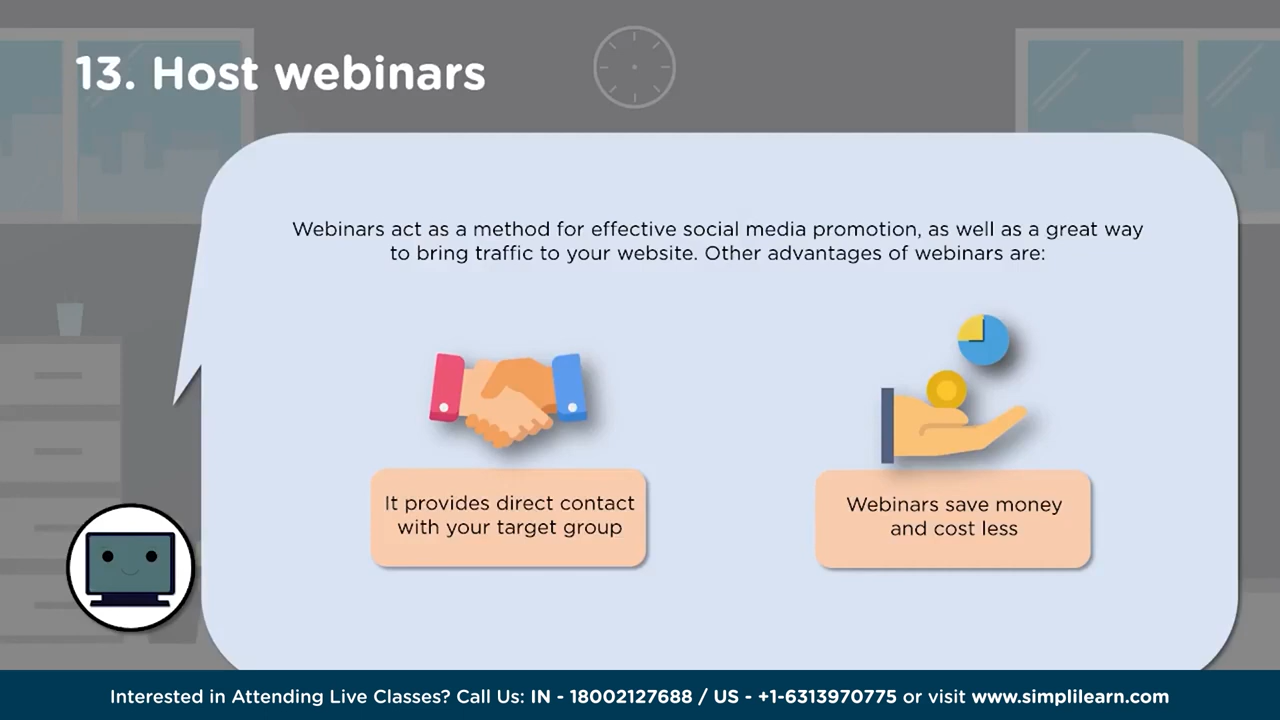 13. Host webinars
Webinars act as a method for effective social media promotion, as well as a great way
to bring traffic to your website. Other advantages of webinars are:
It provides direct contact
with your target group
Webinars save money
and cost less
Interested in Attending Live Classes? Call Us: IN - 18002127688 / US - +1-6313970775 or visit www.simplilearn.com